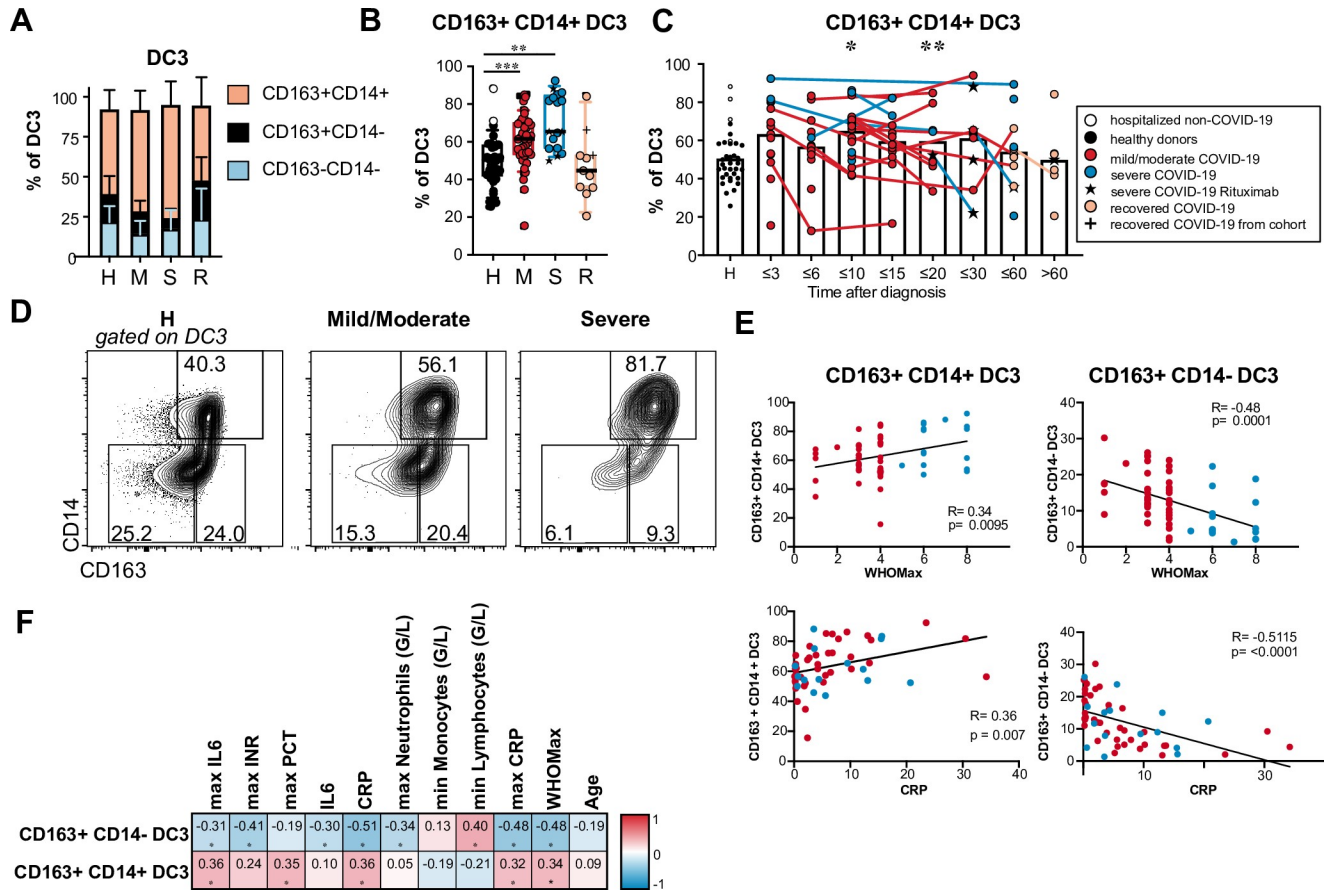 A
DC3
% of DC3
100
75
50
25
0
H M S R
CD163+CD14+
CD163+CD14-
CD163-CD14-
B
CD163+ CD14+ DC3
**
***
% of DC3
100
80
60
40
20
0
H M S R
C
CD163+ CD14+ DC3
* **
% of DC3
100
80
60
40
20
0
H ≤3 ≤6 ≤10 ≤15 ≤20 ≤30 ≤60 >60
Time after diagnosis
hospitalized non-COVID-19
healthy donors
mild/moderate COVID-19
severe COVID-19
severe COVID-19 Rituximab
recovered COVID-19
recovered COVID-19 from cohort
D
H
gated on DC3
40.3
25.2 24.0
CD14
CD163
Mild/Moderate
56.1
15.3 20.4
Severe
81.7
6.1 9.3
E
CD163+ CD14+ DC3
CD163+ CD14+ DC3
100
80
60
40
20
0
0 2 4 6 8
WHOMax
R= 0.34
p= 0.0095
CD163+ CD14- DC3
CD163+ CD14- DC3
40
30
20
10
0
0 2 4 6 8
WHOMax
R= -0.48
p= 0.0001
CD163 + CD14 + DC3
100
80
60
40
20
0
0 10 20 30 40
CRP
R= 0.36
p = 0.007
CD163+ CD14- DC3
40
30
20
10
0
10 20 30
CRP
R= -0.5115
p= <0.0001
F
max IL6
max INR
max PCT
IL6
CRP
max Neutrophils (G/L)
min Monocytes (G/L)
min Lymphocytes (G/L)
max CRP
WHOMax
Age
CD163+ CD14- DC3
-0.31 -0.41 -0.19 -0.30 -0.51 -0.34 0.13 0.40 -0.48 -0.48 -0.19
* * * * * * * *
CD163+ CD14+ DC3
0.36 0.24 0.35 0.10 0.36 0.05 -0.19 -0.21 0.32 0.34 0.09
* * * * *
1
0
-1